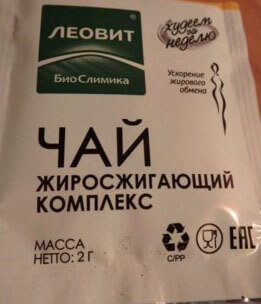 ЛЕОВИТ®
БиоСлимика
худеем за неделю
Ускорение
жирового
обмена
ЧАЙ
ЖИРОСЖИГАЮЩИЙ
КОМПЛЕКС
МАССА
НЕТТО: 2 Г
C/PP
EAC